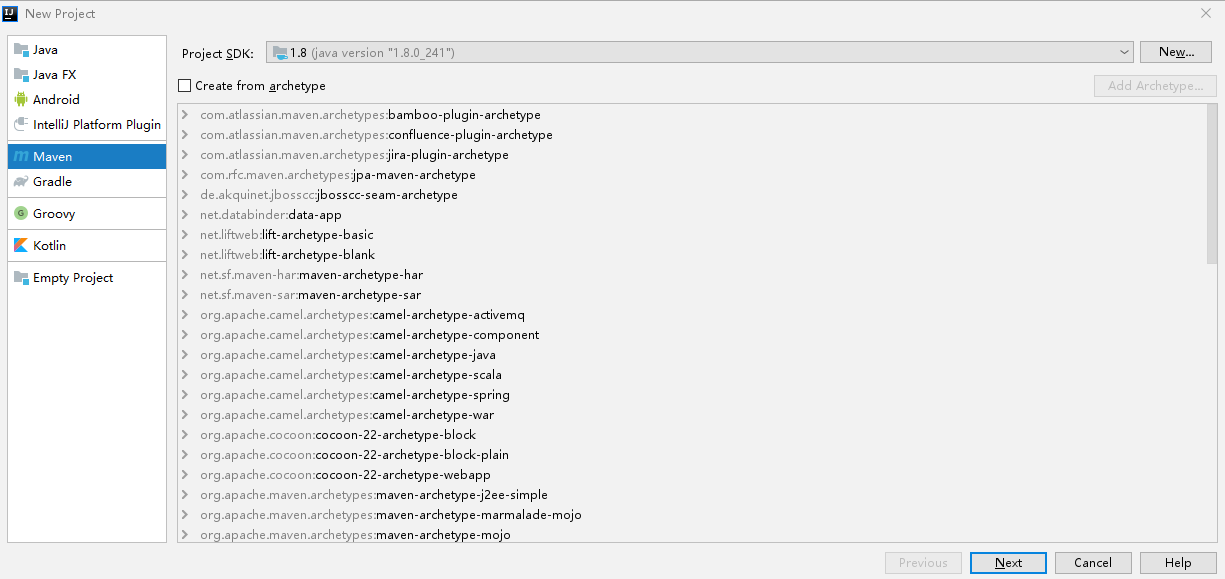 New Project
Java
Java FX
Android
IntelliJ Platform Plugin
Maven
Gradle
Groovy
Kotlin
Empty Project
Project SDK: 1.8 (java version "1.8.0_241") New...
Create from archetype Add Archetype...
com.atlassian.maven.archetypes:bamboo-plugin-archetype
com.atlassian.maven.archetypes:confluence-plugin-archetype
com.atlassian.maven.archetypes:jira-plugin-archetype
com.rfc.maven.archetypes:jpa-maven-archetype
de.akquinet.jbosscc:jbosscc-seam-archetype
net.databinder:data-app
net.liftweb:lift-archetype-basic
net.liftweb:lift-archetype-blank
net.sf.maven-har:maven-archetype-har
net.sf.maven-sar:maven-archetype-sar
org.apache.camel.archetypes:camel-archetype-activemq
org.apache.camel.archetypes:camel-archetype-component
org.apache.camel.archetypes:camel-archetype-java
org.apache.camel.archetypes:camel-archetype-scala
org.apache.camel.archetypes:camel-archetype-spring
org.apache.camel.archetypes:camel-archetype-war
org.apache.cocoon:cocoon-22-archetype-block
org.apache.cocoon:cocoon-22-archetype-block-plain
org.apache.cocoon:cocoon-22-archetype-webapp
org.apache.maven.archetypes:maven-archetype-j2ee-simple
org.apache.maven.archetypes:maven-archetype-marmalade-mojo
org.apache.maven.archetypes:maven-archetype-mojo
Previous Next Cancel Help